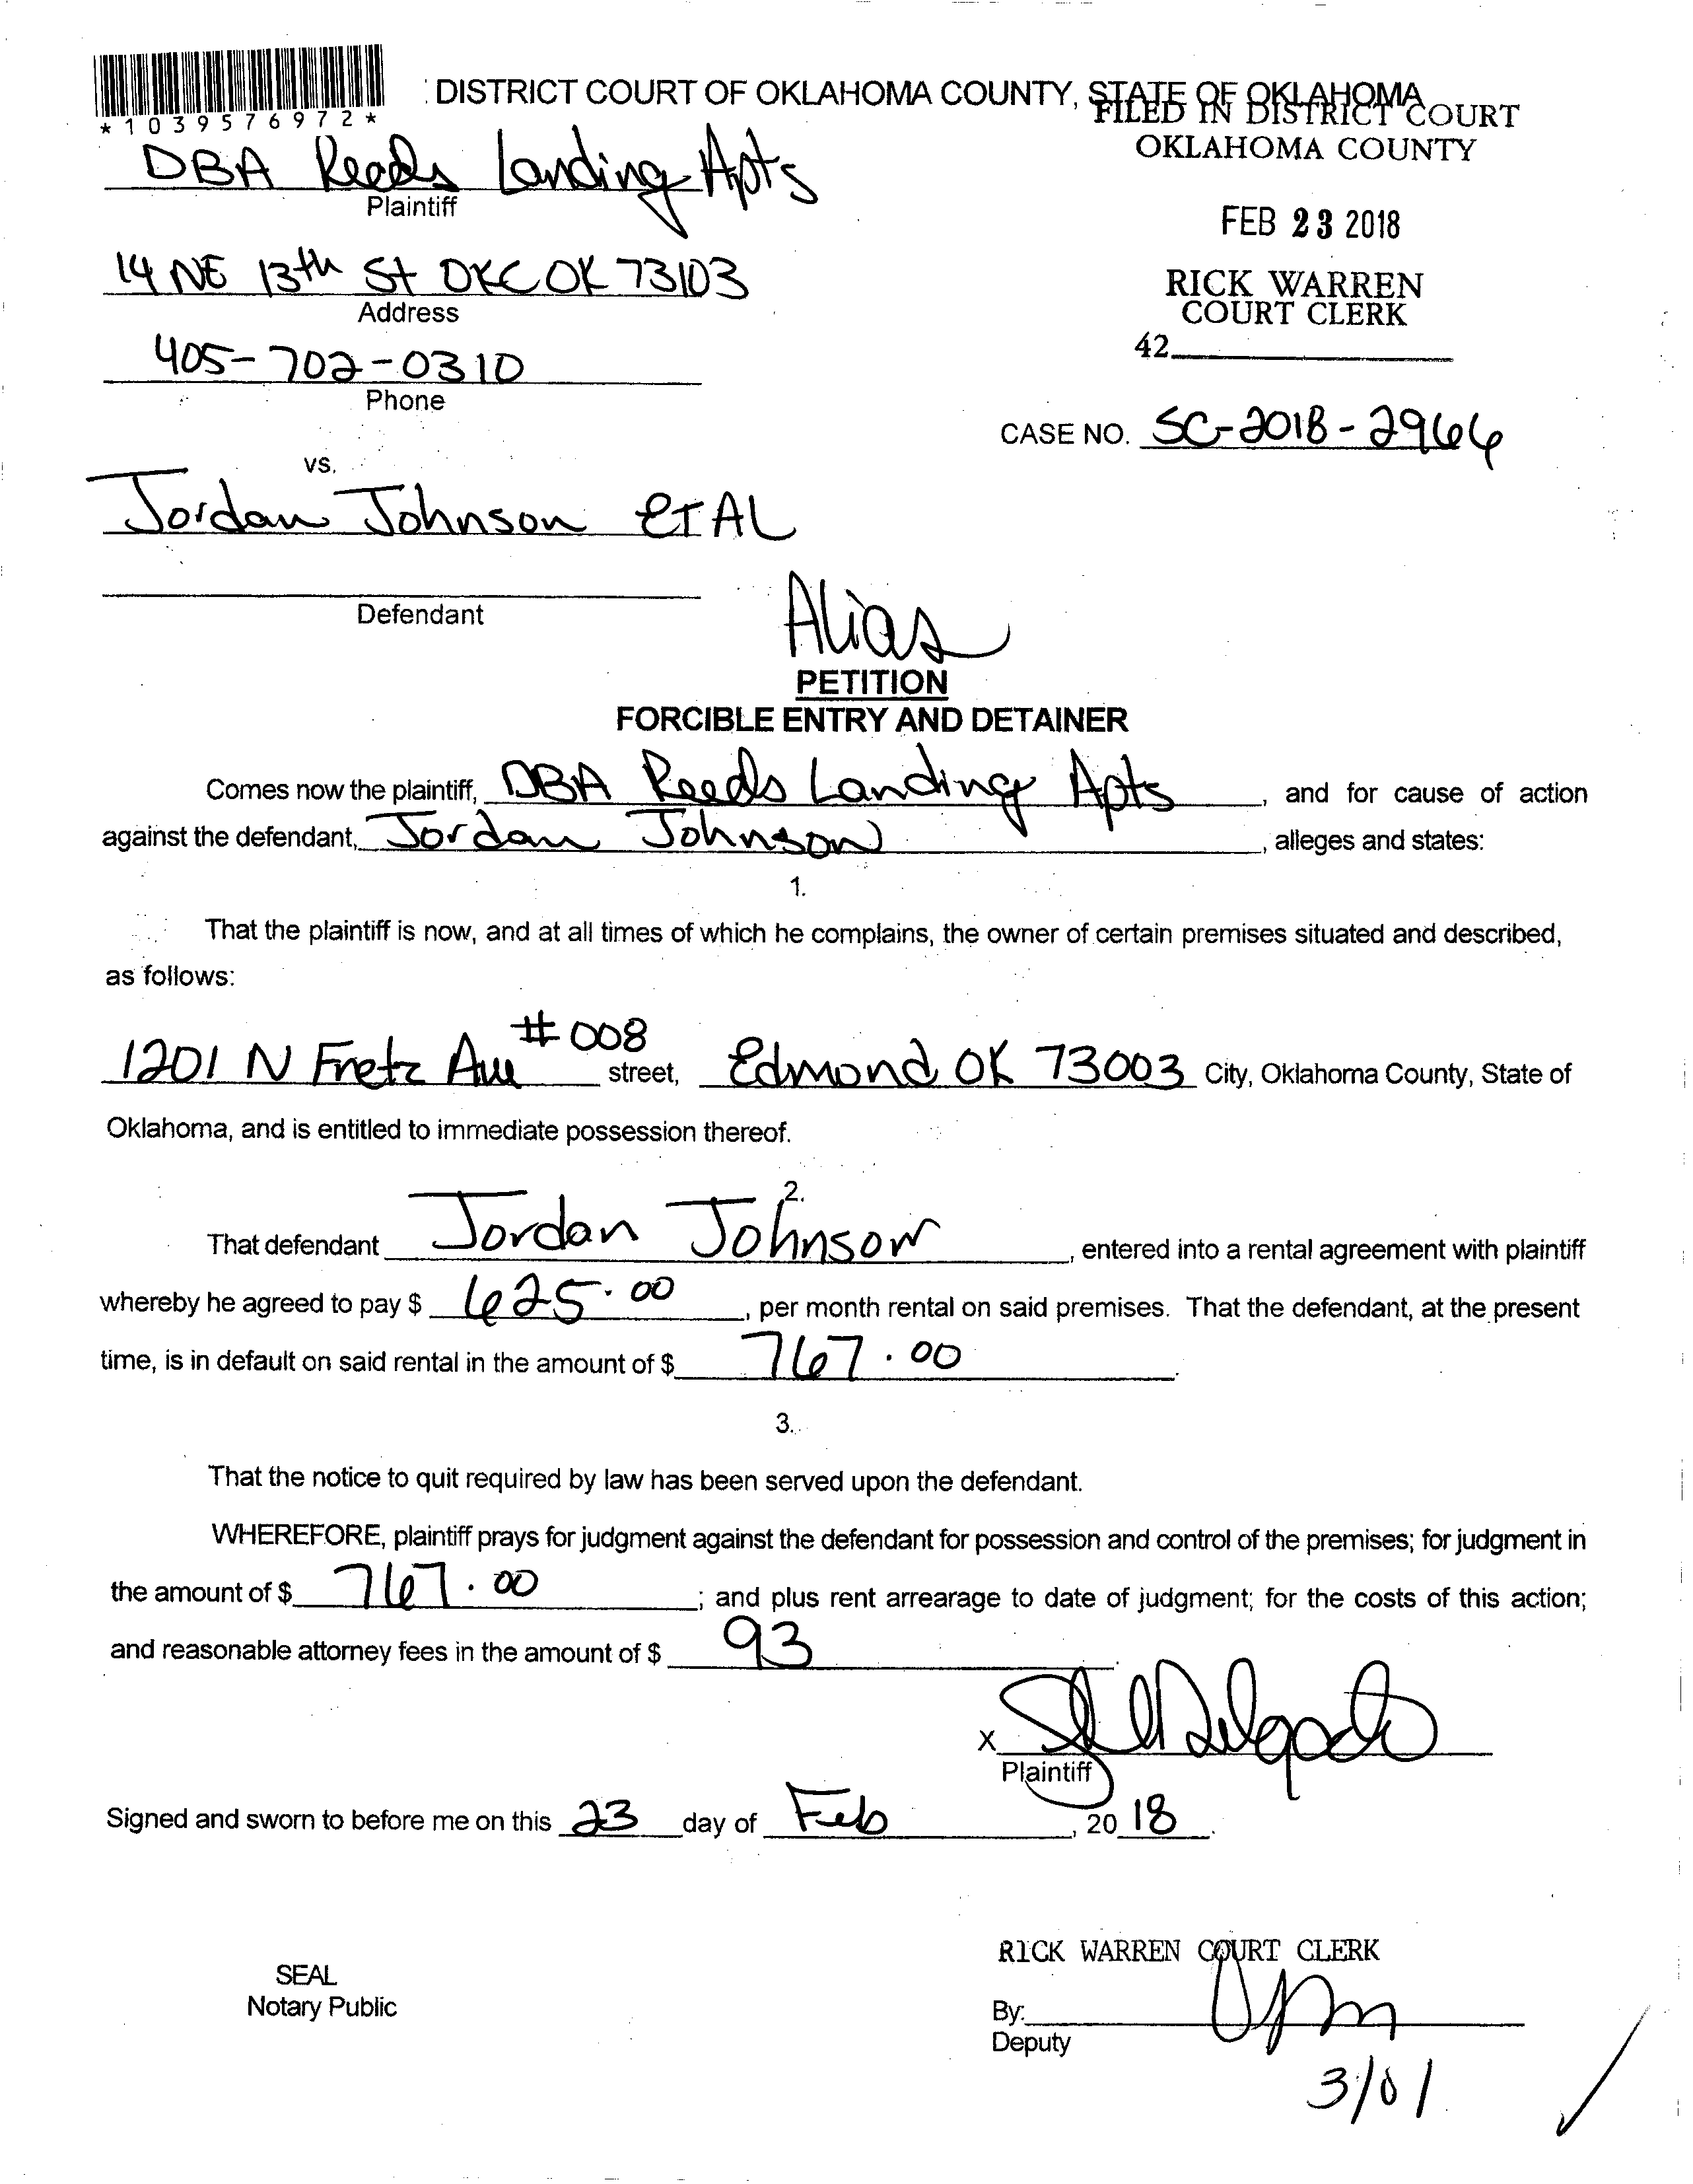 : DISTRICT COURT OF OKLAHOMA COUNTY, STATE OF OKLAHOMA
*1039576972*
FILED IN DISTRICT COURT
OKLAHOMA COUNTY
DBA Reeds Landing Apts
Plaintiff
FEB 23 2018
14 NE 13th St OKC OK 73103
Address
RICK WARREN
COURT CLERK
42
405-702-0310
Phone
CASE NO. SC-2018-2966
vs.
Jordan Johnson ETAL
Defendant
Alias
PETITION
FORCIBLE ENTRY AND DETAINER
Comes now the plaintiff, DBA Reeds Landing Apts, and for cause of action
against the defendant, Jordan Johnson, alleges and states:
1.
That the plaintiff is now, and at all times of which he complains, the owner of certain premises situated and described,
as follows:
1201 N Fretz Ave #008 street, Edmond OK 73003 City, Oklahoma County, State of
Oklahoma, and is entitled to immediate possession thereof.
2.
That defendant Jordan Johnson, entered into a rental agreement with plaintiff
whereby he agreed to pay $ 625.00, per month rental on said premises. That the defendant, at the present
time, is in default on said rental in the amount of $ 767.00.
3.
That the notice to quit required by law has been served upon the defendant.
WHEREFORE, plaintiff prays for judgment against the defendant for possession and control of the premises; for judgment in
the amount of $ 767.00; and plus rent arrearage to date of judgment; for the costs of this action;
and reasonable attorney fees in the amount of $ 93.
X Delgado
Plaintiff
Signed and sworn to before me on this 23 day of Feb, 2018.
RICK WARREN COURT CLERK
SEAL
Notary Public
By:
Deputy
3/01